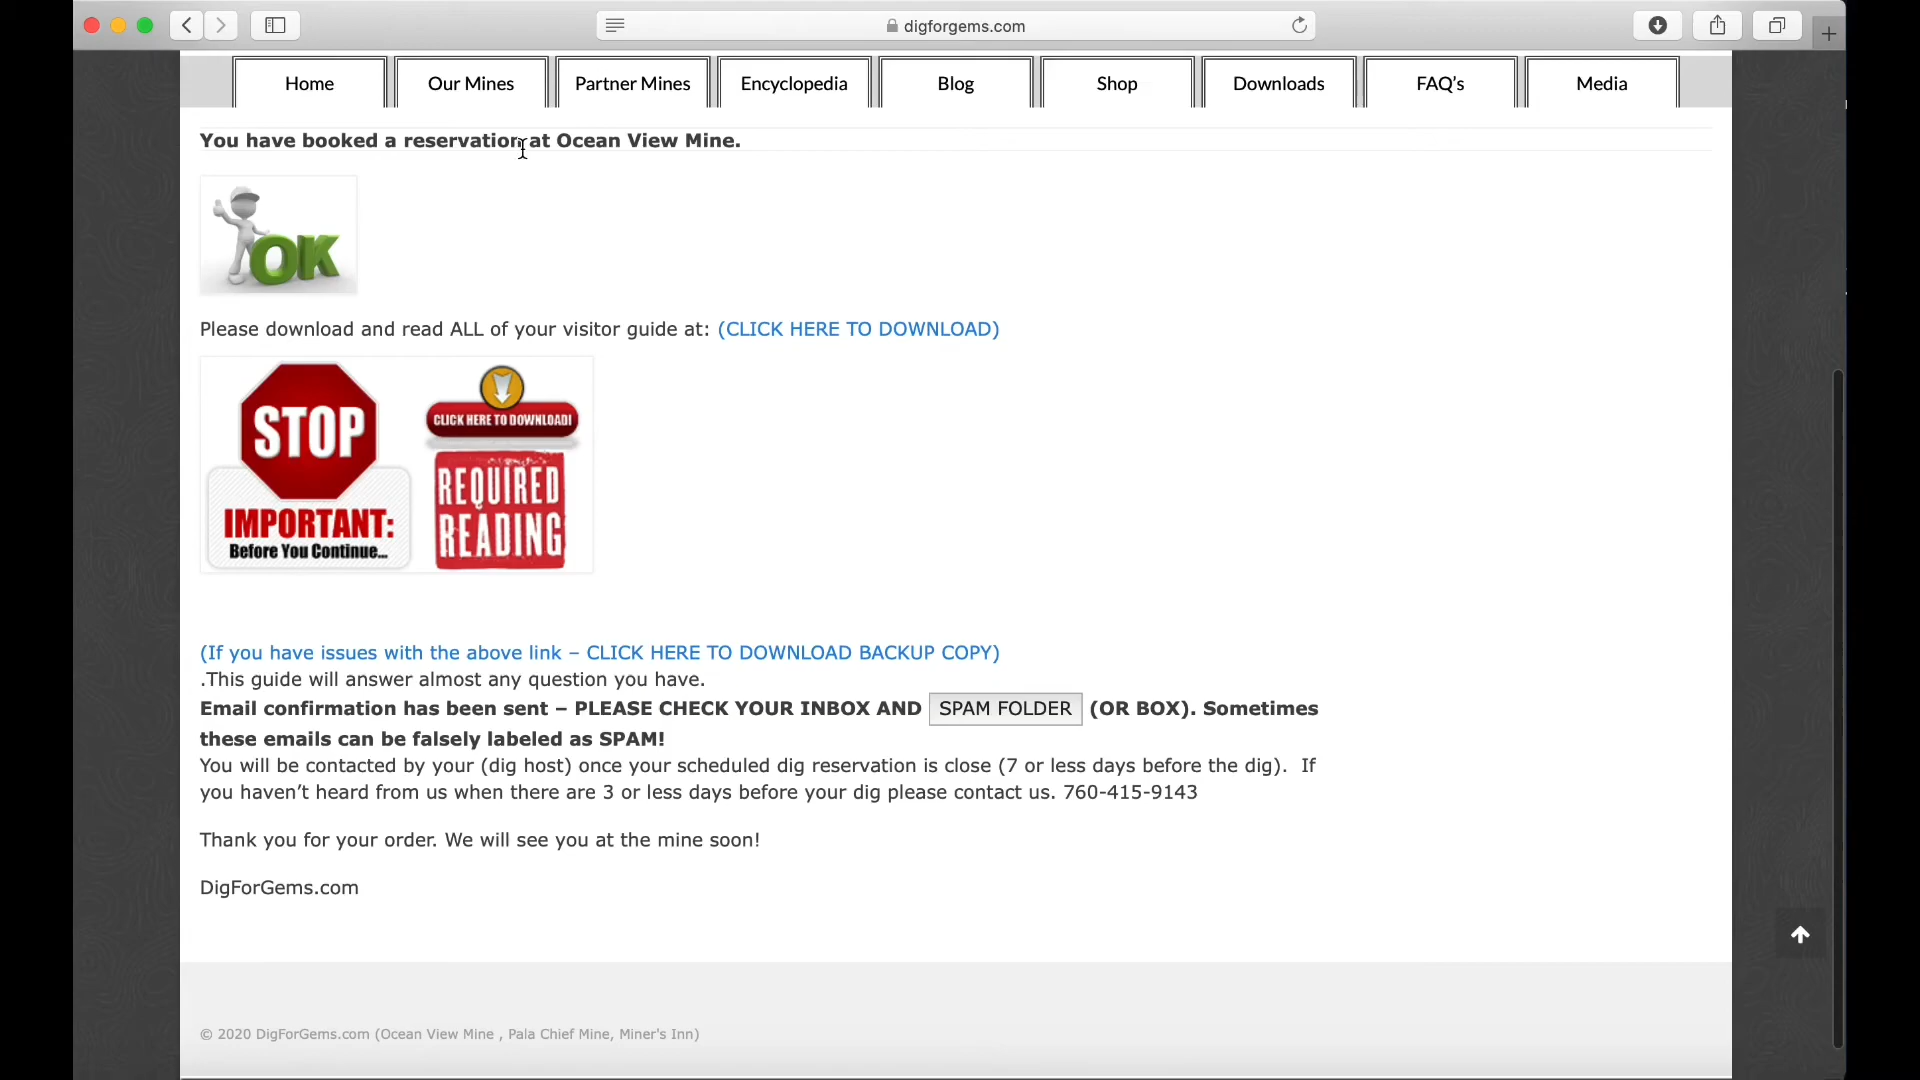 digforgems.com
Home
Our Mines
Partner Mines
Encyclopedia
Blog
Shop
Downloads
FAQ's
Media
You have booked a reservation at Ocean View Mine.
OK
Please download and read ALL of your visitor guide at: (CLICK HERE TO DOWNLOAD)
STOP
IMPORTANT:
Before You Continue...
CLICK HERE TO DOWNLOAD!
REQUIRED
READING
(If you have issues with the above link – CLICK HERE TO DOWNLOAD BACKUP COPY)
.This guide will answer almost any question you have.
Email confirmation has been sent – PLEASE CHECK YOUR INBOX AND SPAM FOLDER (OR BOX). Sometimes
these emails can be falsely labeled as SPAM!
You will be contacted by your (dig host) once your scheduled dig reservation is close (7 or less days before the dig).  If
you haven’t heard from us when there are 3 or less days before your dig please contact us. 760-415-9143
Thank you for your order. We will see you at the mine soon!
DigForGems.com
© 2020 DigForGems.com (Ocean View Mine , Pala Chief Mine, Miner's Inn)